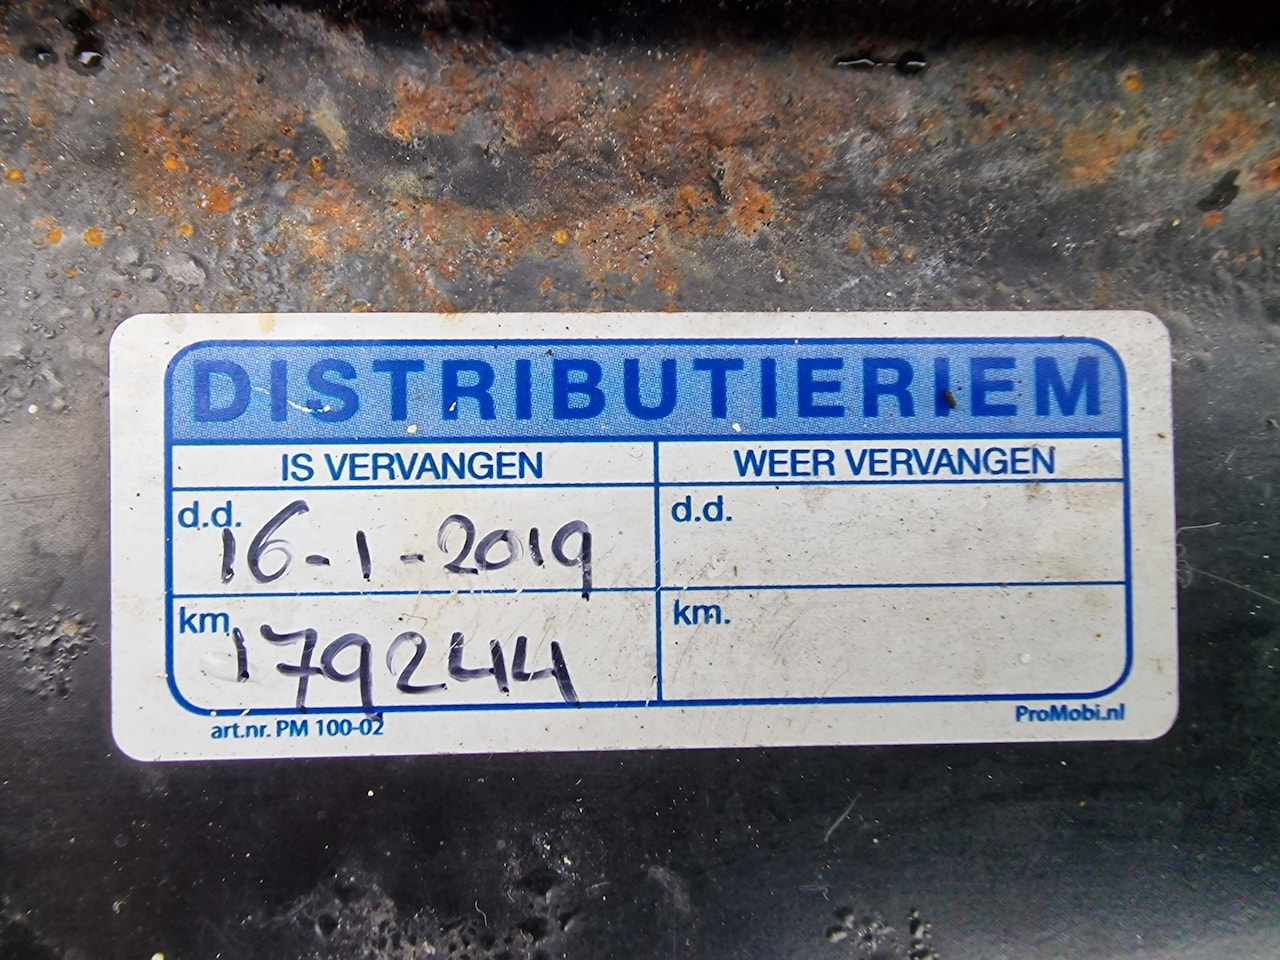 DISTRIBUTIERIEM
IS VERVANGEN WEER VERVANGEN
d.d. 16-1-2019 d.d.
km. 179244 km.
art.nr. PM 100-02 ProMobi.nl